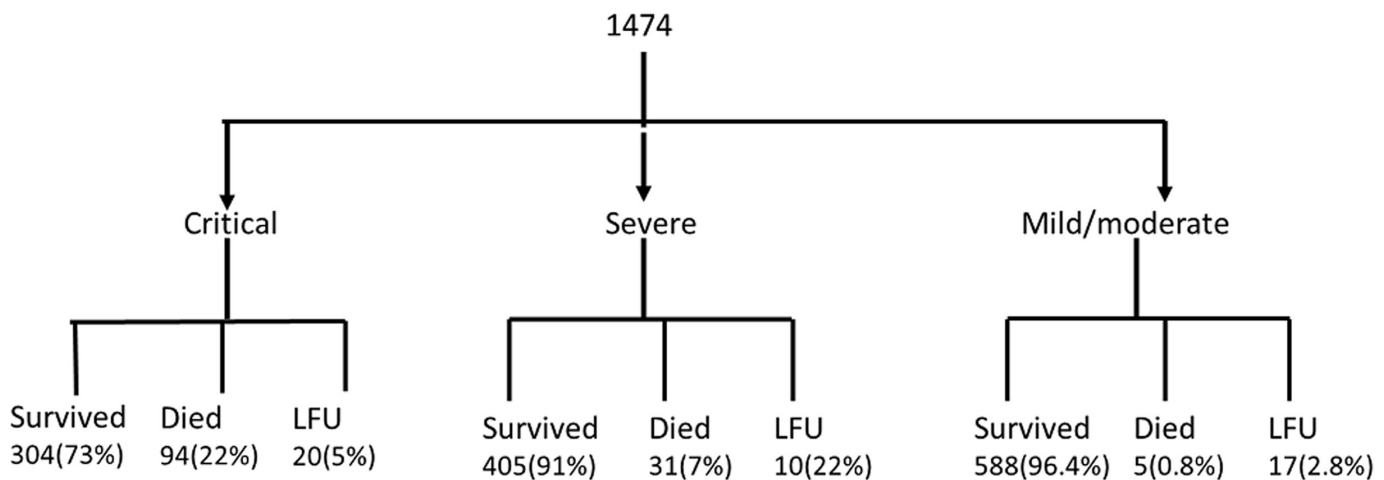 1474
Critical
Severe
Mild/moderate
Survived
304(73%)
Died
94(22%)
LFU
20(5%)
Survived
405(91%)
Died
31(7%)
LFU
10(22%)
Survived
588(96.4%)
Died
5(0.8%)
LFU
17(2.8%)